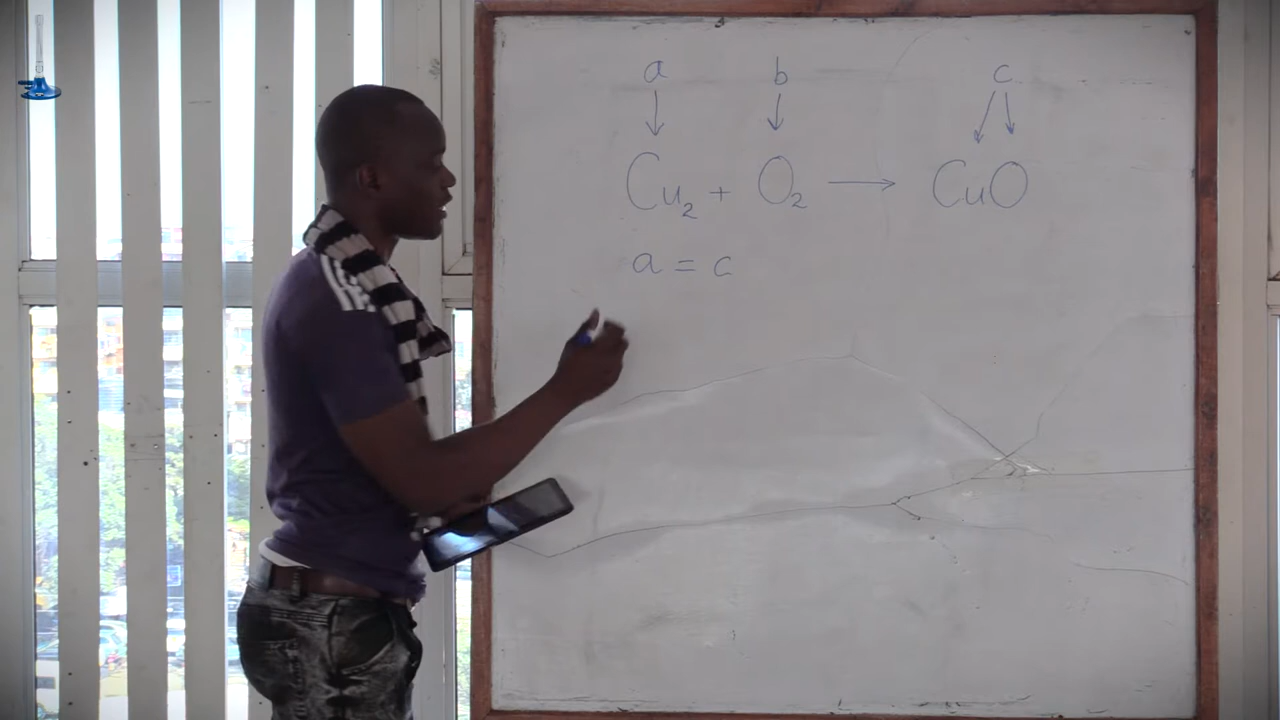 a b c
Cu₂ + O₂ → CuO
a = c